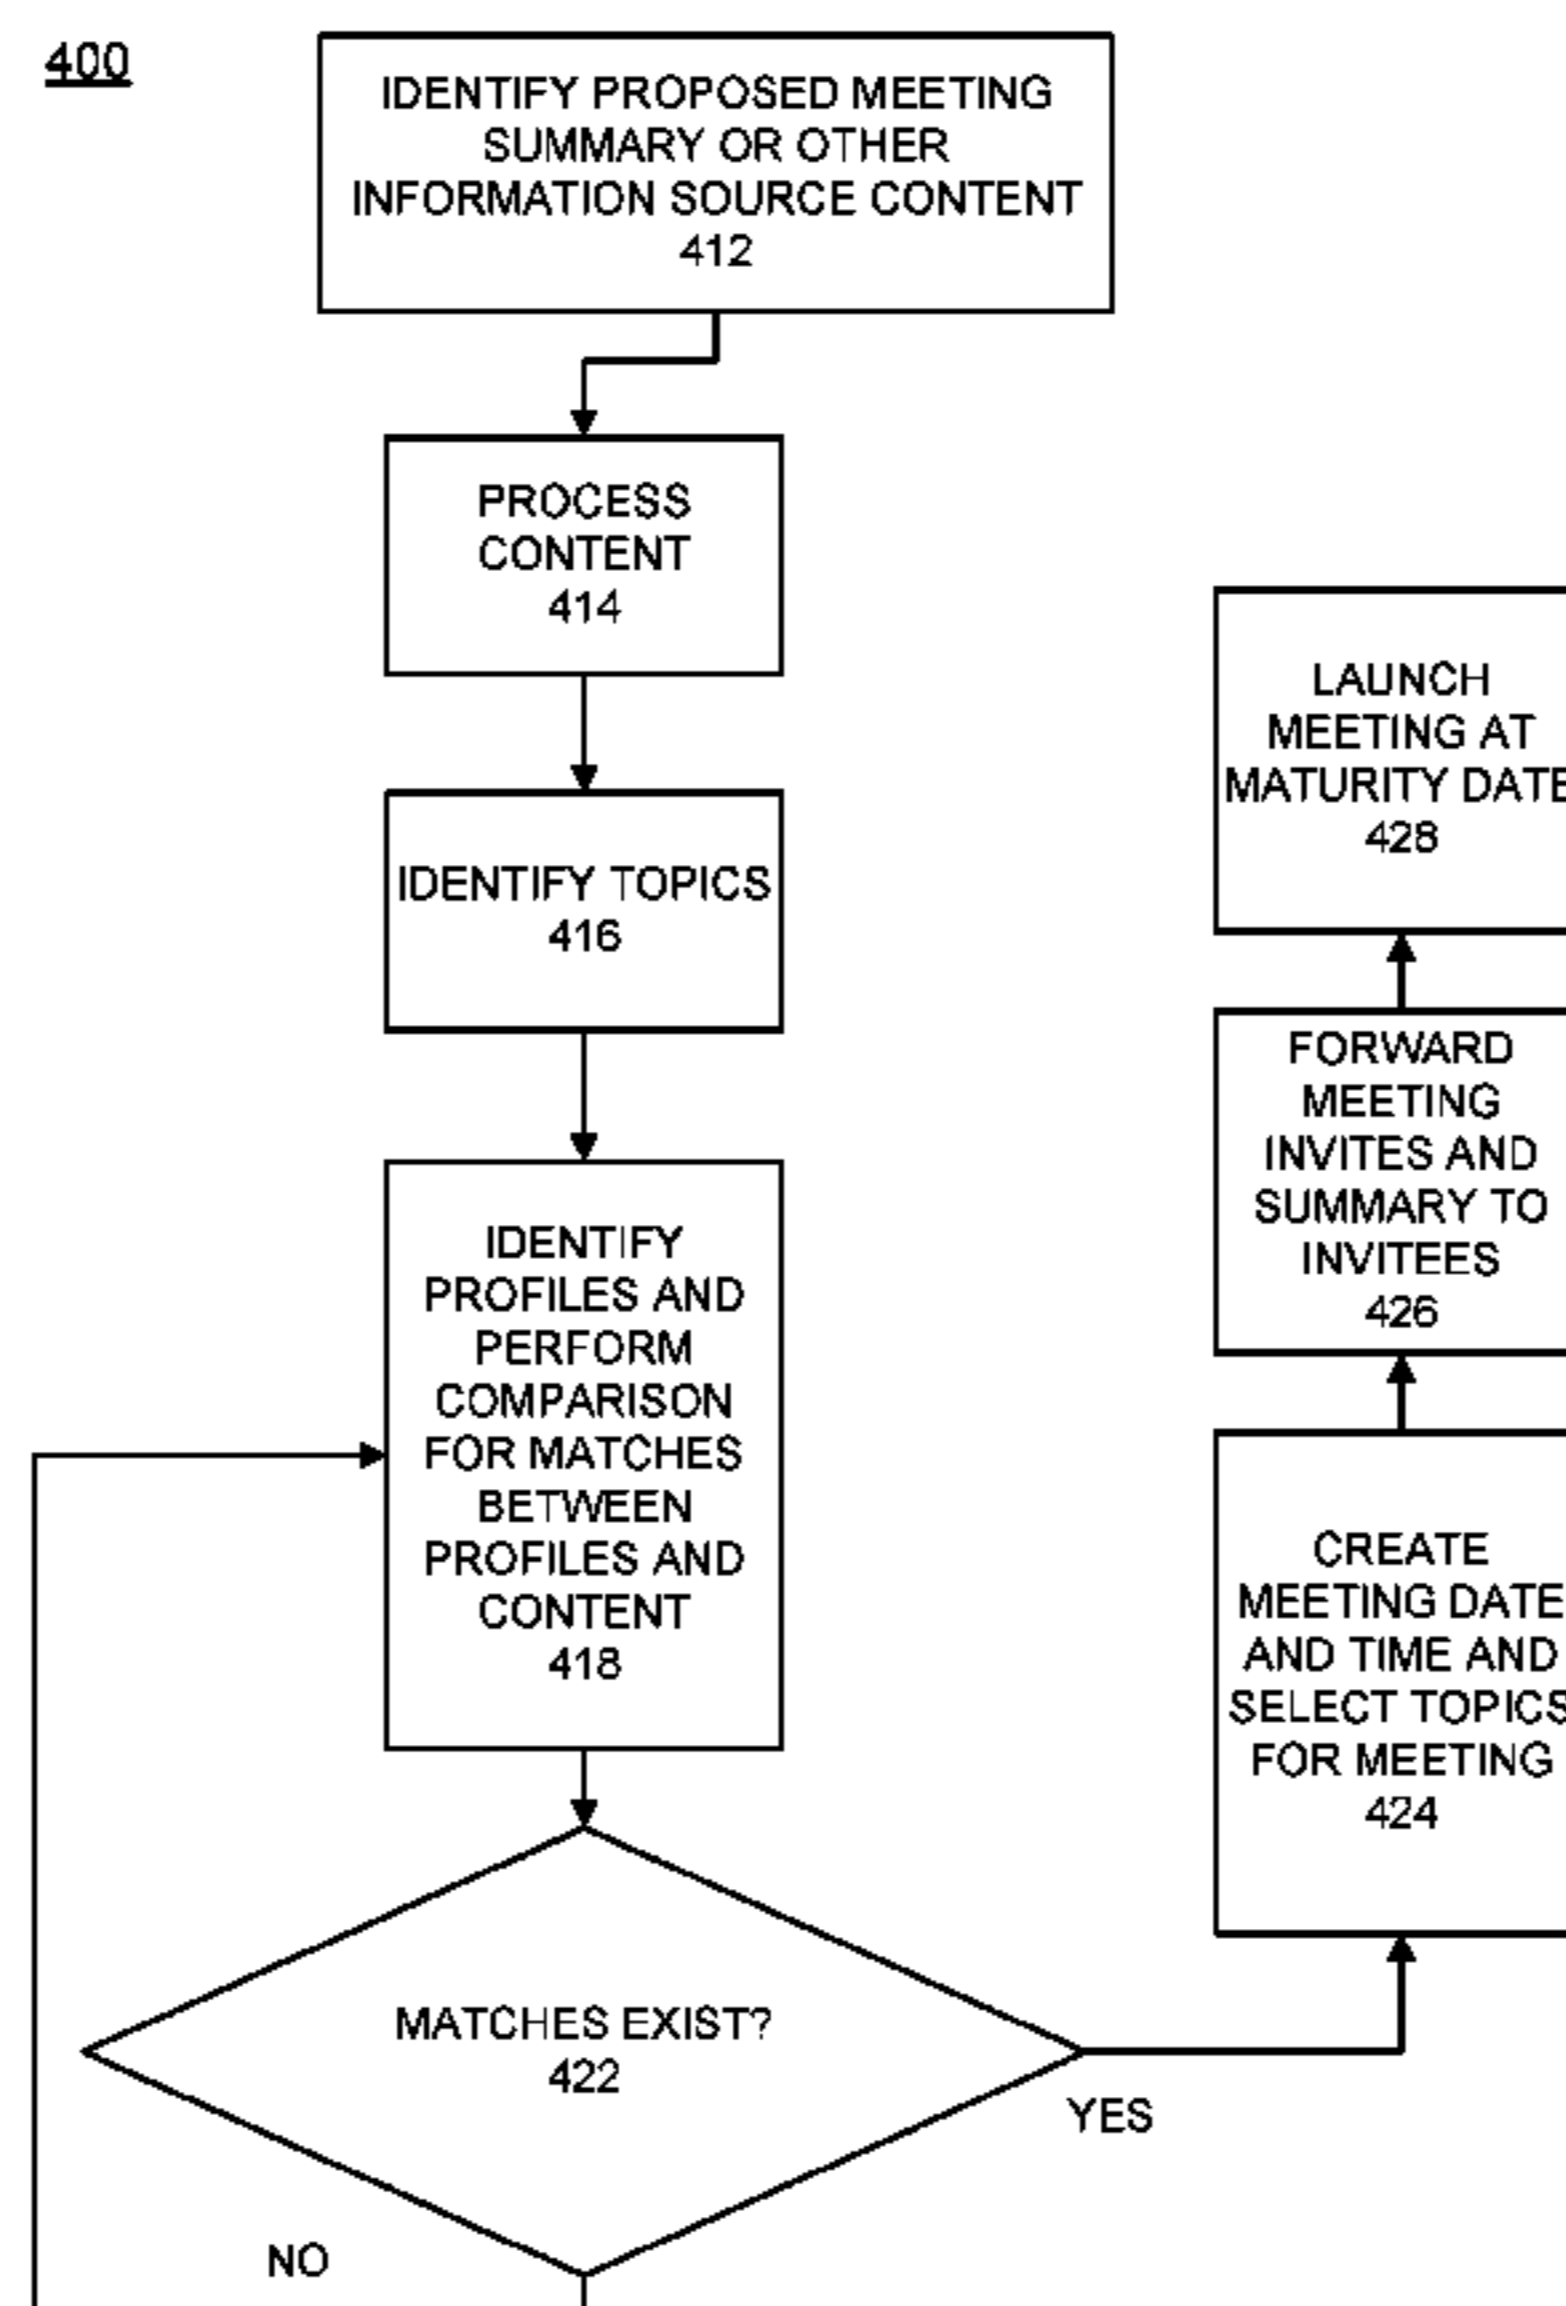 400
IDENTIFY PROPOSED MEETING
SUMMARY OR OTHER
INFORMATION SOURCE CONTENT
412
PROCESS
CONTENT
414
IDENTIFY TOPICS
416
IDENTIFY
PROFILES AND
PERFORM
COMPARISON
FOR MATCHES
BETWEEN
PROFILES AND
CONTENT
418
MATCHES EXIST?
422
NO
YES
CREATE
MEETING DATE
AND TIME AND
SELECT TOPICS
FOR MEETING
424
FORWARD
MEETING
INVITES AND
SUMMARY TO
INVITEES
426
LAUNCH
MEETING AT
MATURITY DATE
428